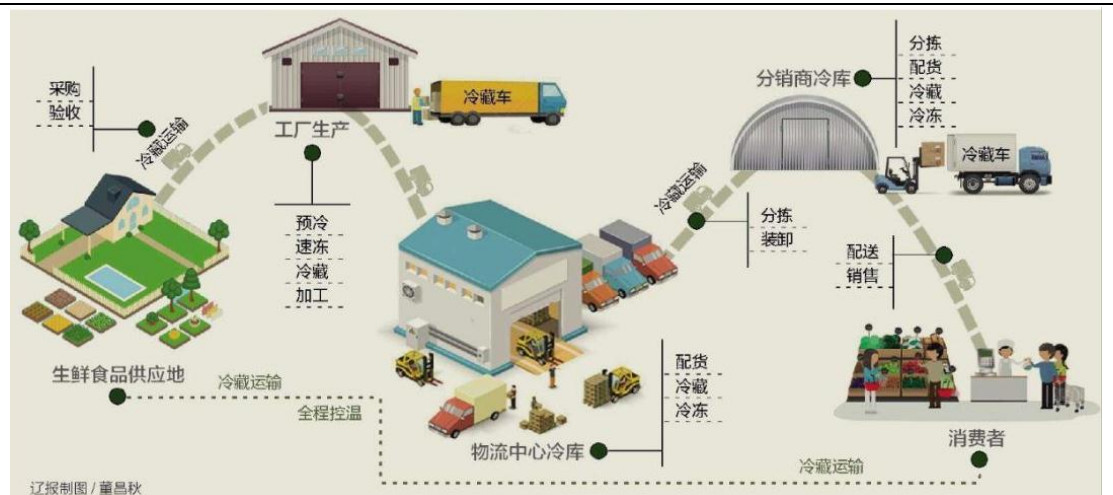 采购
验收
冷藏运输
冷藏车
工厂生产
预冷
速冻
冷藏
加工
生鲜食品供应地
冷藏运输
全程控温
物流中心冷库
配货
冷藏
冷冻
冷藏运输
分拣
装卸
分销商冷库
分拣
配货
冷藏
冷冻
冷藏车
配送
销售
消费者
冷藏运输
辽报制图 / 董昌秋